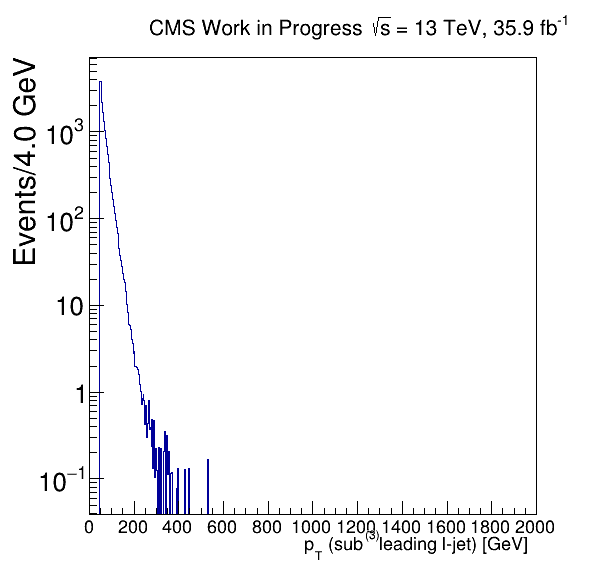 CMS Work in Progress √s = 13 TeV, 35.9 fb⁻¹
Events/4.0 GeV
10³
10²
10
1
10⁻¹
0 200 400 600 800 1000 1200 1400 1600 1800 2000
p_T (sub⁽³⁾leading l-jet) [GeV]